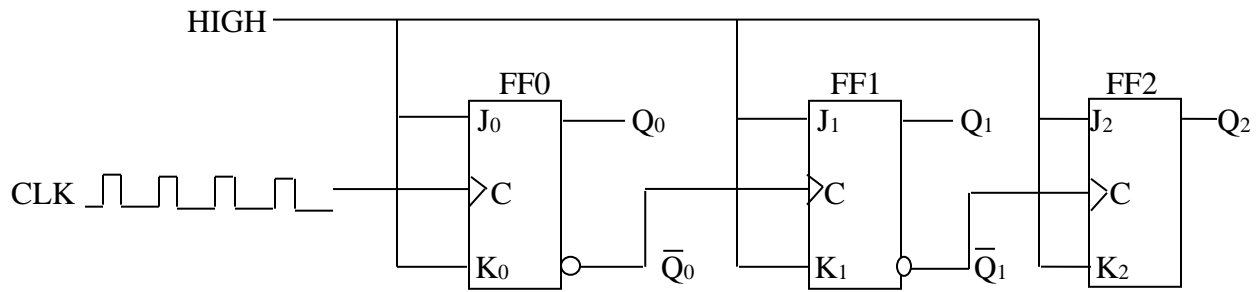 HIGH
FF0 FF1 FF2
J₀ Q₀ J₁ Q₁ J₂ Q₂
CLK C C C
K₀ Q̅₀ K₁ Q̅₁ K₂